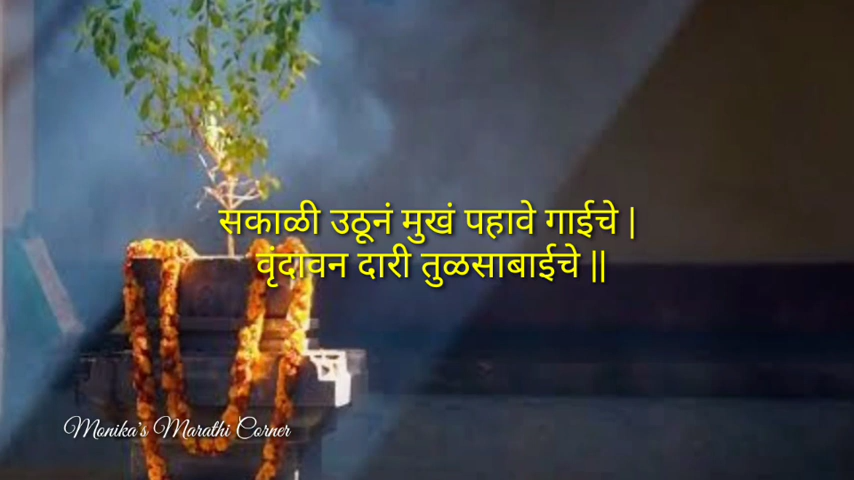 सकाळी उठूनं मुखं पहावे गाईचे |
वृंदावन दारी तुळसाबाईचे ||
Monika's Marathi Corner